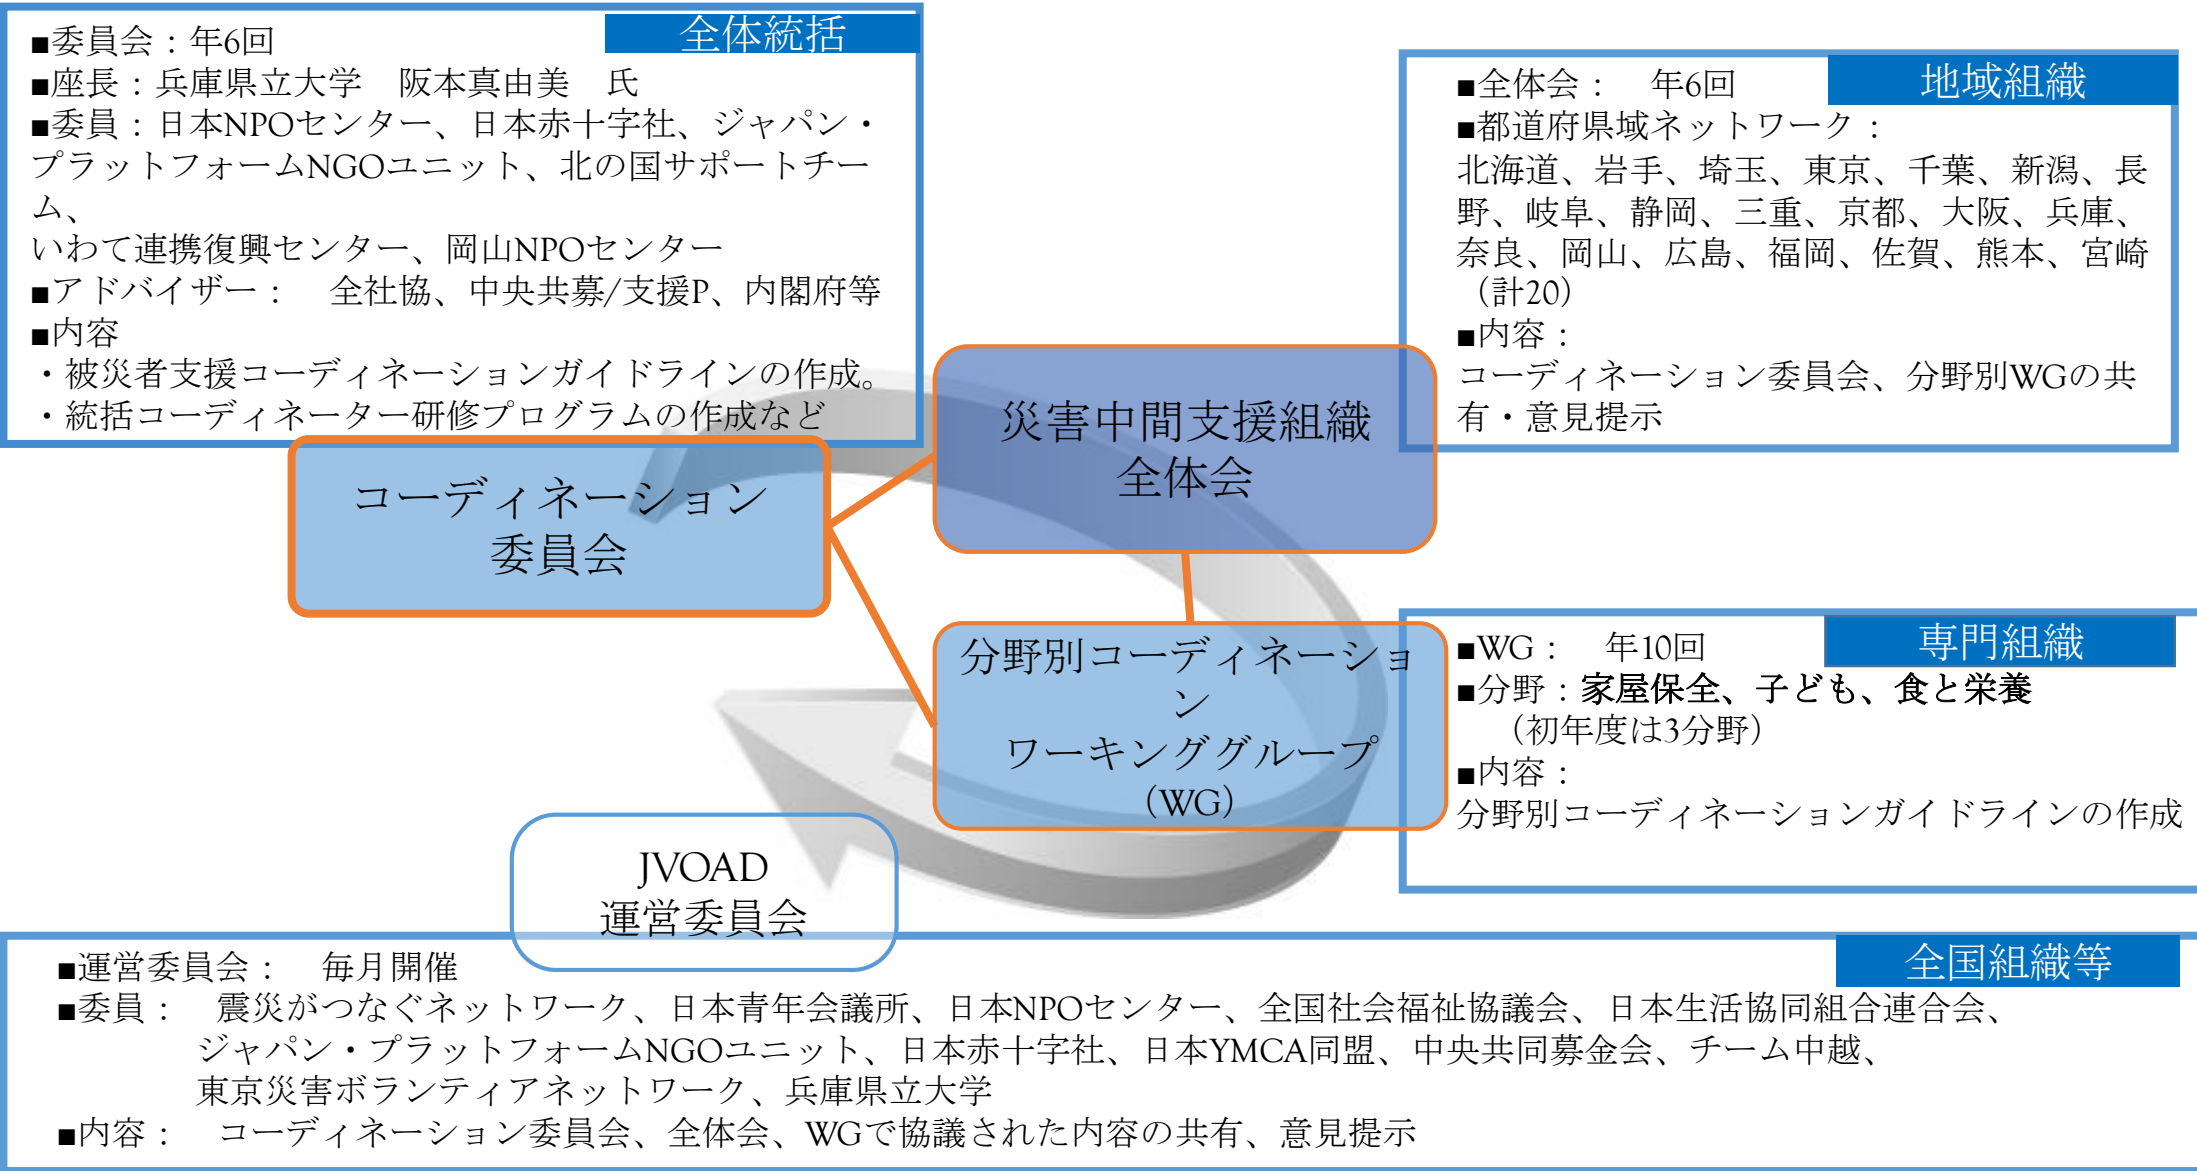 全体統括
■委員会：年6回
■座長：兵庫県立大学　阪本真由美　氏
■委員：日本NPOセンター、日本赤十字社、ジャパン・
プラットフォームNGOユニット、北の国サポートチー
ム、
いわて連携復興センター、岡山NPOセンター
■アドバイザー：　全社協、中央共募/支援P、内閣府等
■内容
・被災者支援コーディネーションガイドラインの作成。
・統括コーディネーター研修プログラムの作成など
地域組織
■全体会：　年6回
■都道府県域ネットワーク：
北海道、岩手、埼玉、東京、千葉、新潟、長
野、岐阜、静岡、三重、京都、大阪、兵庫、
奈良、岡山、広島、福岡、佐賀、熊本、宮崎
（計20）
■内容：
コーディネーション委員会、分野別WGの共
有・意見提示
災害中間支援組織
全体会
コーディネーション
委員会
分野別コーディネーショ
ン
ワーキンググループ
（WG）
専門組織
■WG：　年10回
■分野：家屋保全、子ども、食と栄養
（初年度は3分野）
■内容：
分野別コーディネーションガイドラインの作成
JVOAD
運営委員会
全国組織等
■運営委員会：　毎月開催
■委員：　震災がつなぐネットワーク、日本青年会議所、日本NPOセンター、全国社会福祉協議会、日本生活協同組合連合会、
ジャパン・プラットフォームNGOユニット、日本赤十字社、日本YMCA同盟、中央共同募金会、チーム中越、
東京災害ボランティアネットワーク、兵庫県立大学
■内容：　コーディネーション委員会、全体会、WGで協議された内容の共有、意見提示